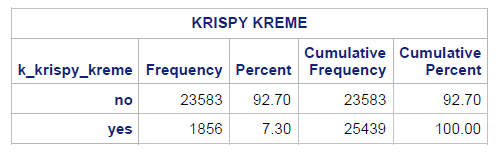 KRISPY KREME
Cumulative Cumulative
k_krispy_kreme Frequency Percent Frequency Percent
no 23583 92.70 23583 92.70
yes 1856 7.30 25439 100.00